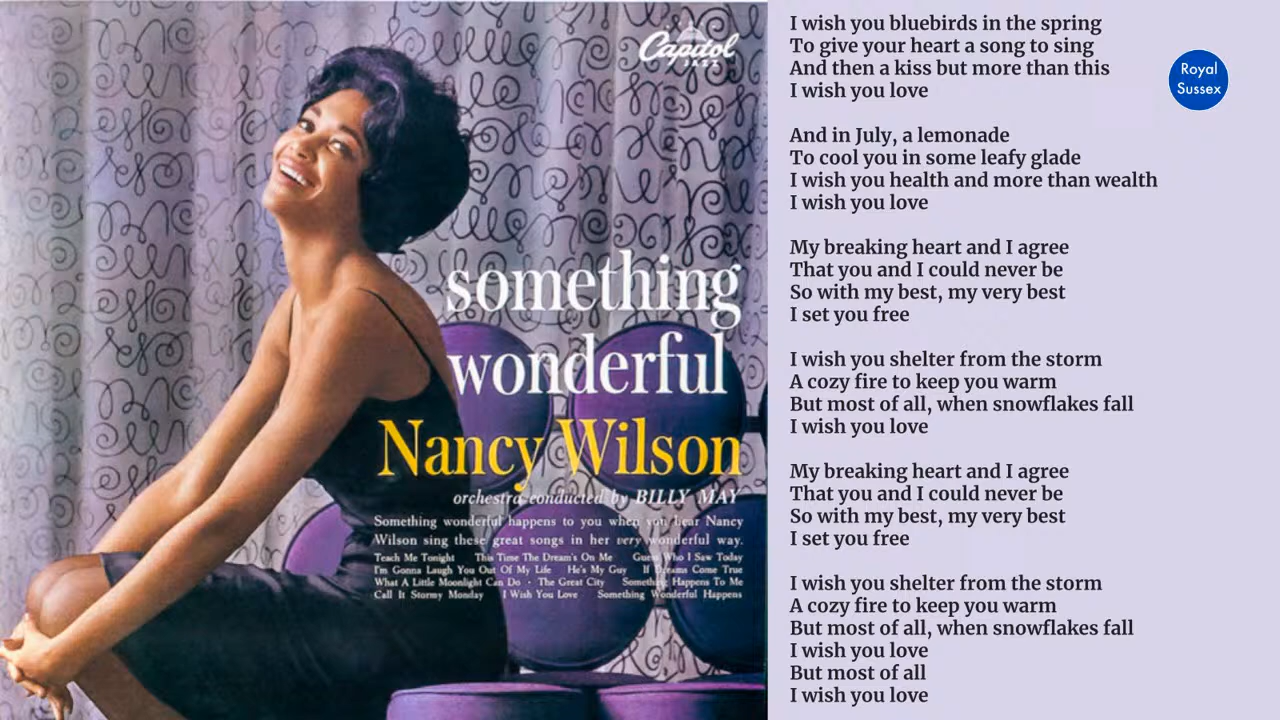 Capitol
JAZZ
something
wonderful
Nancy Wilson
orchestra conducted by BILLY MAY
Something wonderful happens to you when you hear Nancy
Wilson sing these great songs in her very wonderful way.
Teach Me Tonight This Time The Dream's On Me Guess Who I Saw Today
I'm Gonna Laugh You Out Of My Life He's My Guy If Dreams Come True
What A Little Moonlight Can Do · The Great City Something Happens To Me
Call It Stormy Monday I Wish You Love Something Wonderful Happens
I wish you bluebirds in the spring
To give your heart a song to sing
And then a kiss but more than this
I wish you love
And in July, a lemonade
To cool you in some leafy glade
I wish you health and more than wealth
I wish you love
My breaking heart and I agree
That you and I could never be
So with my best, my very best
I set you free
I wish you shelter from the storm
A cozy fire to keep you warm
But most of all, when snowflakes fall
I wish you love
My breaking heart and I agree
That you and I could never be
So with my best, my very best
I set you free
I wish you shelter from the storm
A cozy fire to keep you warm
But most of all, when snowflakes fall
I wish you love
But most of all
I wish you love
Royal
Sussex